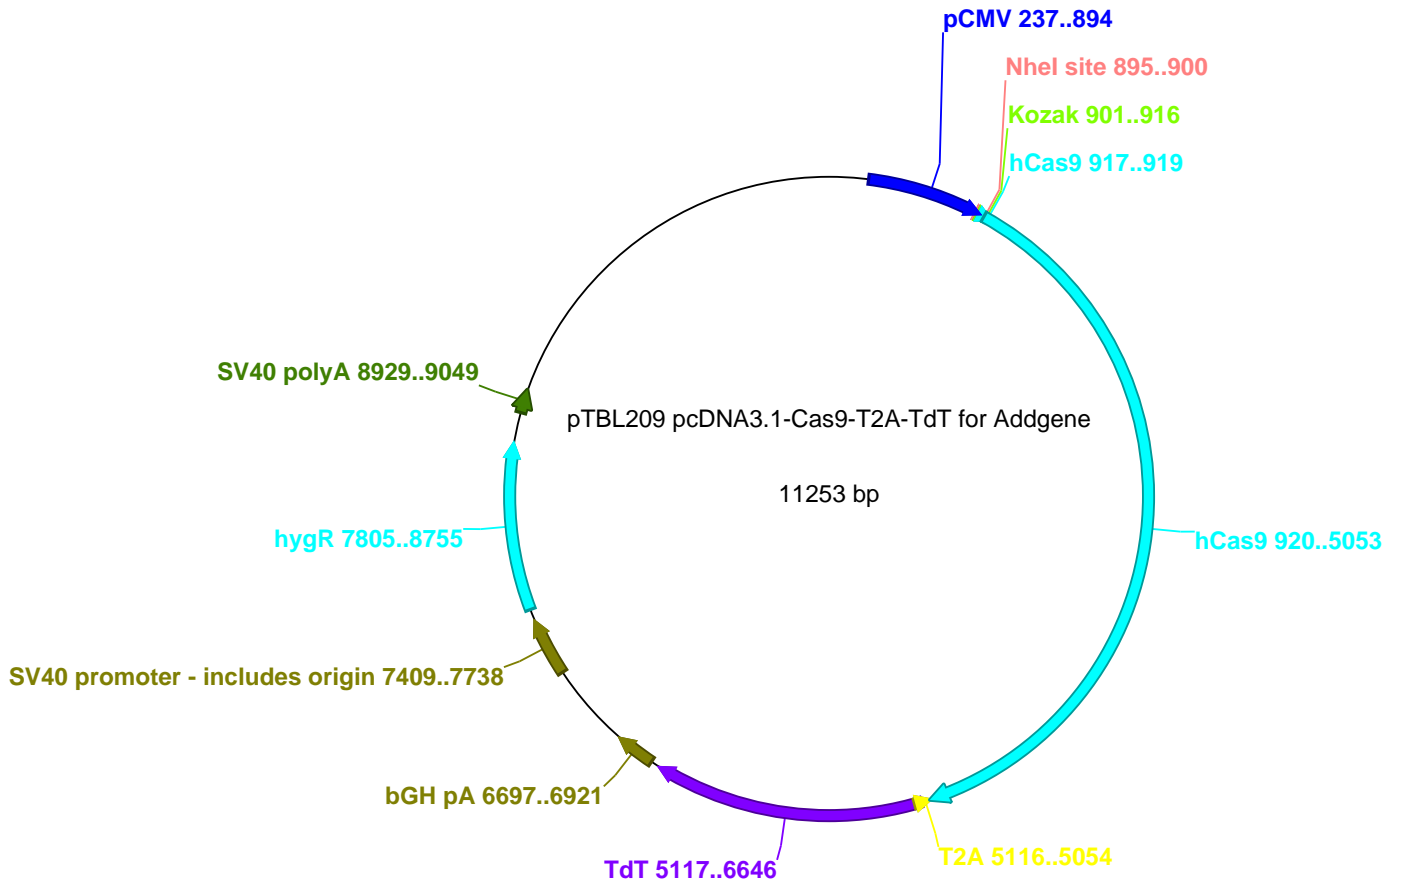 pCMV 237..894
NheI site 895..900
Kozak 901..916
hCas9 917..919
SV40 polyA 8929..9049
pTBL209 pcDNA3.1-Cas9-T2A-TdT for Addgene
11253 bp
hygR 7805..8755
hCas9 920..5053
SV40 promoter - includes origin 7409..7738
bGH pA 6697..6921
T2A 5116..5054
TdT 5117..6646